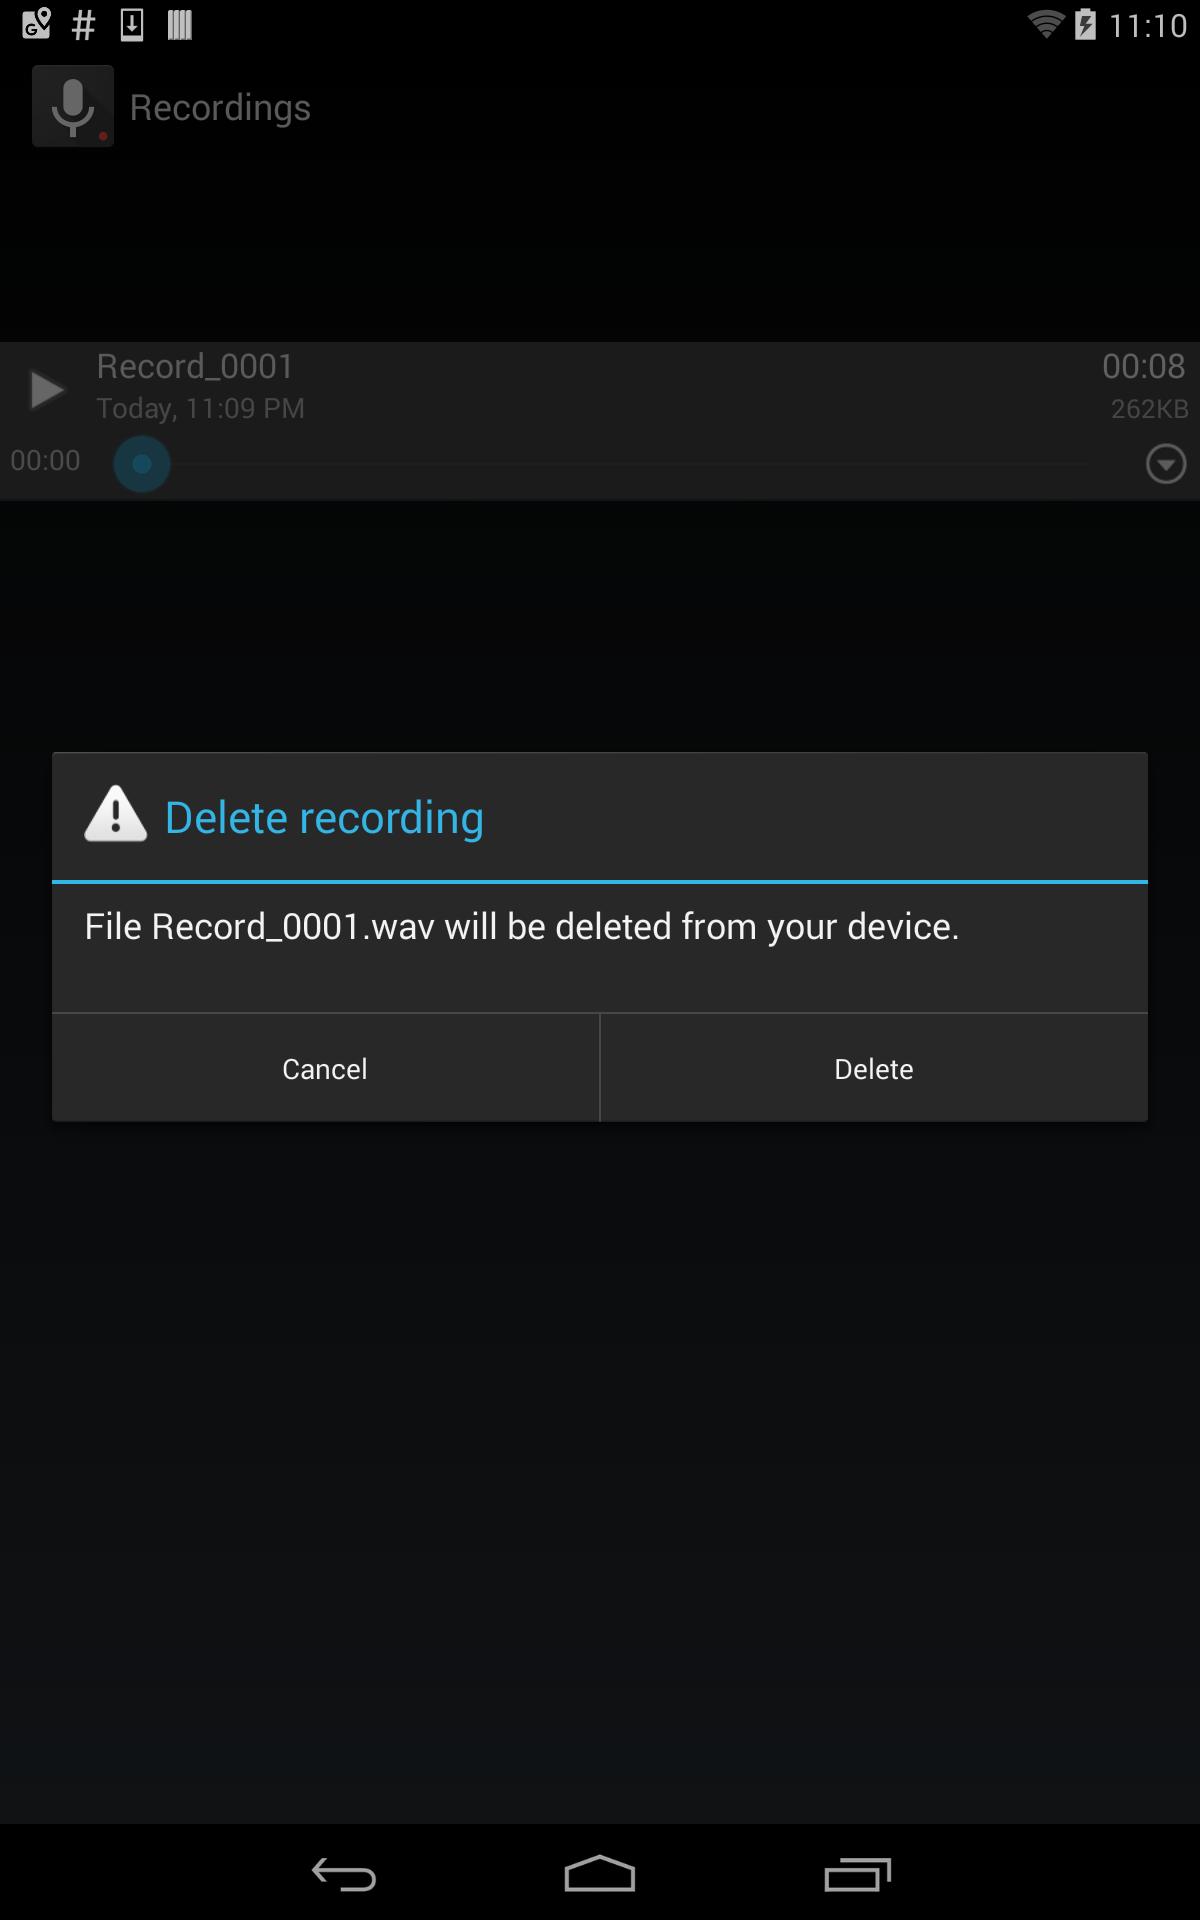 11:10
Recordings
Record_0001
00:08
Today, 11:09 PM
262KB
00:00
Delete recording
File Record_0001.wav will be deleted from your device.
Cancel
Delete